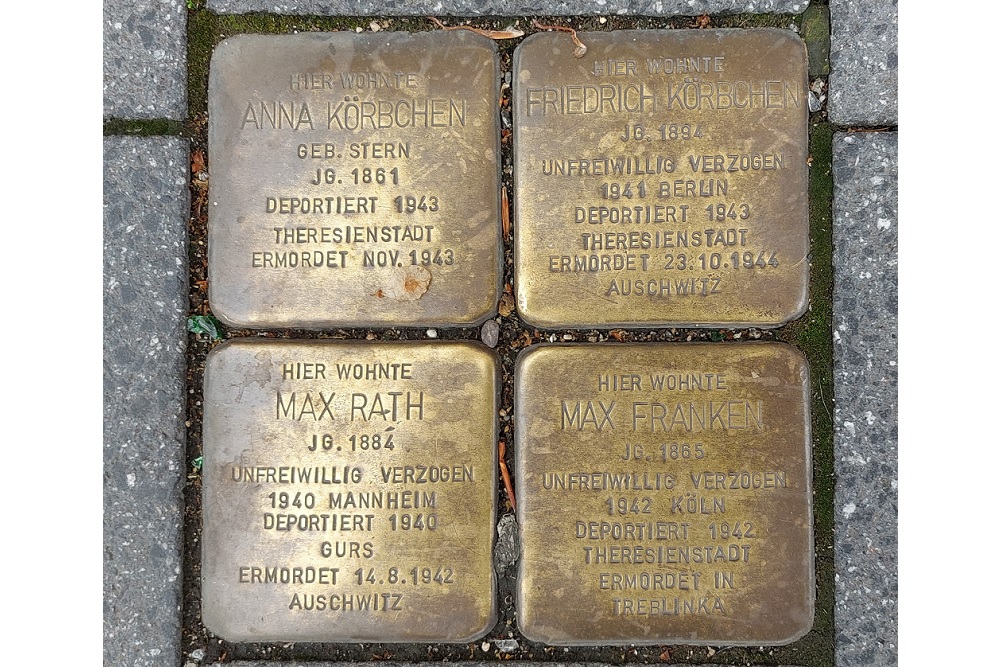 HIER WOHNTE
ANNA KÖRBCHEN
GEB. STERN
JG. 1861
DEPORTIERT 1943
THERESIENSTADT
ERMORDET NOV. 1943
HIER WOHNTE
FRIEDRICH KÖRBCHEN
JG. 1894
UNFREIWILLIG VERZOGEN
1941 BERLIN
DEPORTIERT 1943
THERESIENSTADT
ERMORDET 23.10.1944
AUSCHWITZ
HIER WOHNTE
MAX RATH
JG. 1884
UNFREIWILLIG VERZOGEN
1940 MANNHEIM
DEPORTIERT 1940
GURS
ERMORDET 14.8.1942
AUSCHWITZ
HIER WOHNTE
MAX FRANKEN
JG. 1865
UNFREIWILLIG VERZOGEN
1942 KÖLN
DEPORTIERT 1942
THERESIENSTADT
ERMORDET IN
TREBLINKA